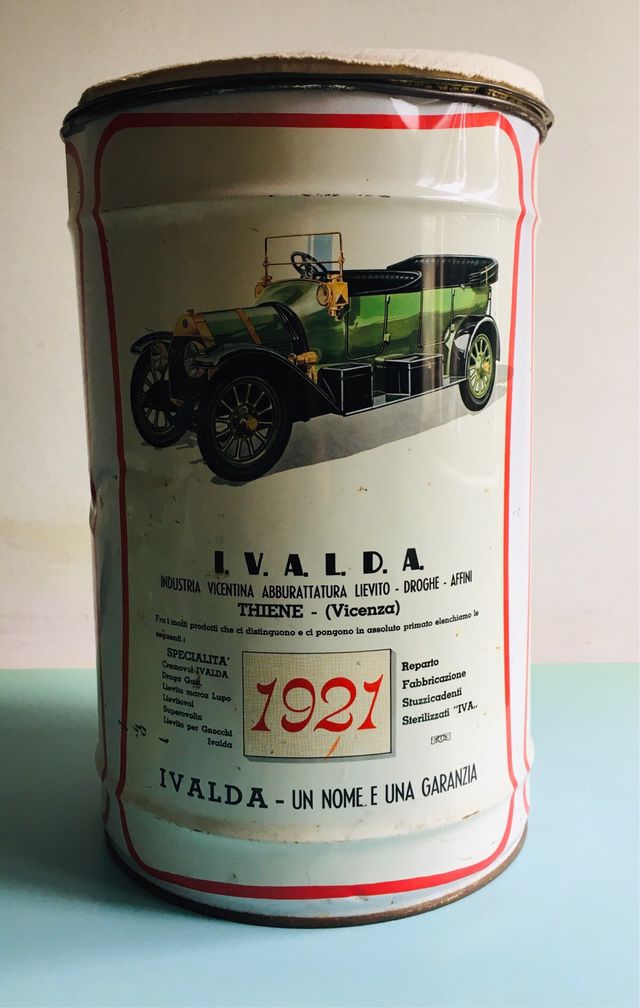 I. V. A. L. D. A.
INDUSTRIA VICENTINA ABBURATTATURA LIEVITO - DROGHE - AFFINI
THIENE - (Vicenza)
Fra i molti prodotti che ci distinguono e ci pongono in assoluto primato elenchiamo le
seguenti :
SPECIALITA'
Cremovol-IVALDA
Droga
Lievito marca Lupo
Lievitovol
Superovolin
Lievito per Gnocchi
Ivalda
1921
Reparto
Fabbricazione
Stuzzicadenti
Sterilizzati "IVA„
IVALDA - UN NOME E UNA GARANZIA